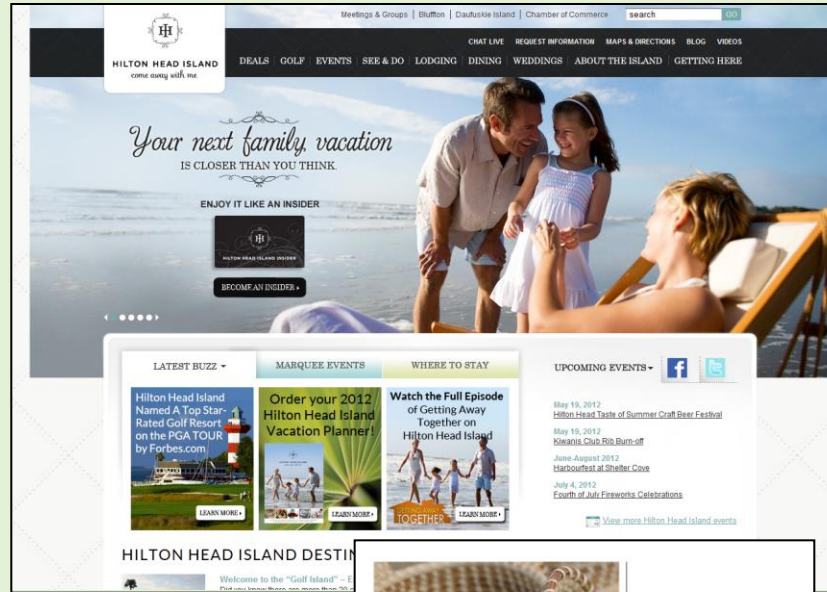 Meetings & Groups | Bluffton | Daufuskie Island | Chamber of Commerce
search GO
HILTON HEAD ISLAND
come away with me
CHAT LIVE REQUEST INFORMATION MAPS & DIRECTIONS BLOG VIDEOS
DEALS GOLF EVENTS SEE & DO LODGING DINING WEDDINGS ABOUT THE ISLAND GETTING HERE
Your next family vacation
IS CLOSER THAN YOU THINK.
ENJOY IT LIKE AN INSIDER
HILTON HEAD ISLAND INSIDER
BECOME AN INSIDER
LATEST BUZZ
MARQUEE EVENTS
WHERE TO STAY
Hilton Head Island
Named A Top Star-
Rated Golf Resort
on the PGA TOUR
by Forbes.com
LEARN MORE
Order your 2012
Hilton Head Island
Vacation Planner!
LEARN MORE
Watch the Full Episode
of Getting Away
Together on
Hilton Head Island
GETTING AWAY
TOGETHER
LEARN MORE
UPCOMING EVENTS
May 19, 2012
Hilton Head Taste of Summer Craft Beer Festival
May 19, 2012
Kiwanis Club Rib Burn-off
June-August 2012
Harbourfest at Shelter Cove
July 4, 2012
Fourth of July Fireworks Celebrations
View more Hilton Head Island events
HILTON HEAD ISLAND
Welcome to the "Golf Island" –
Did you know there are more than 20